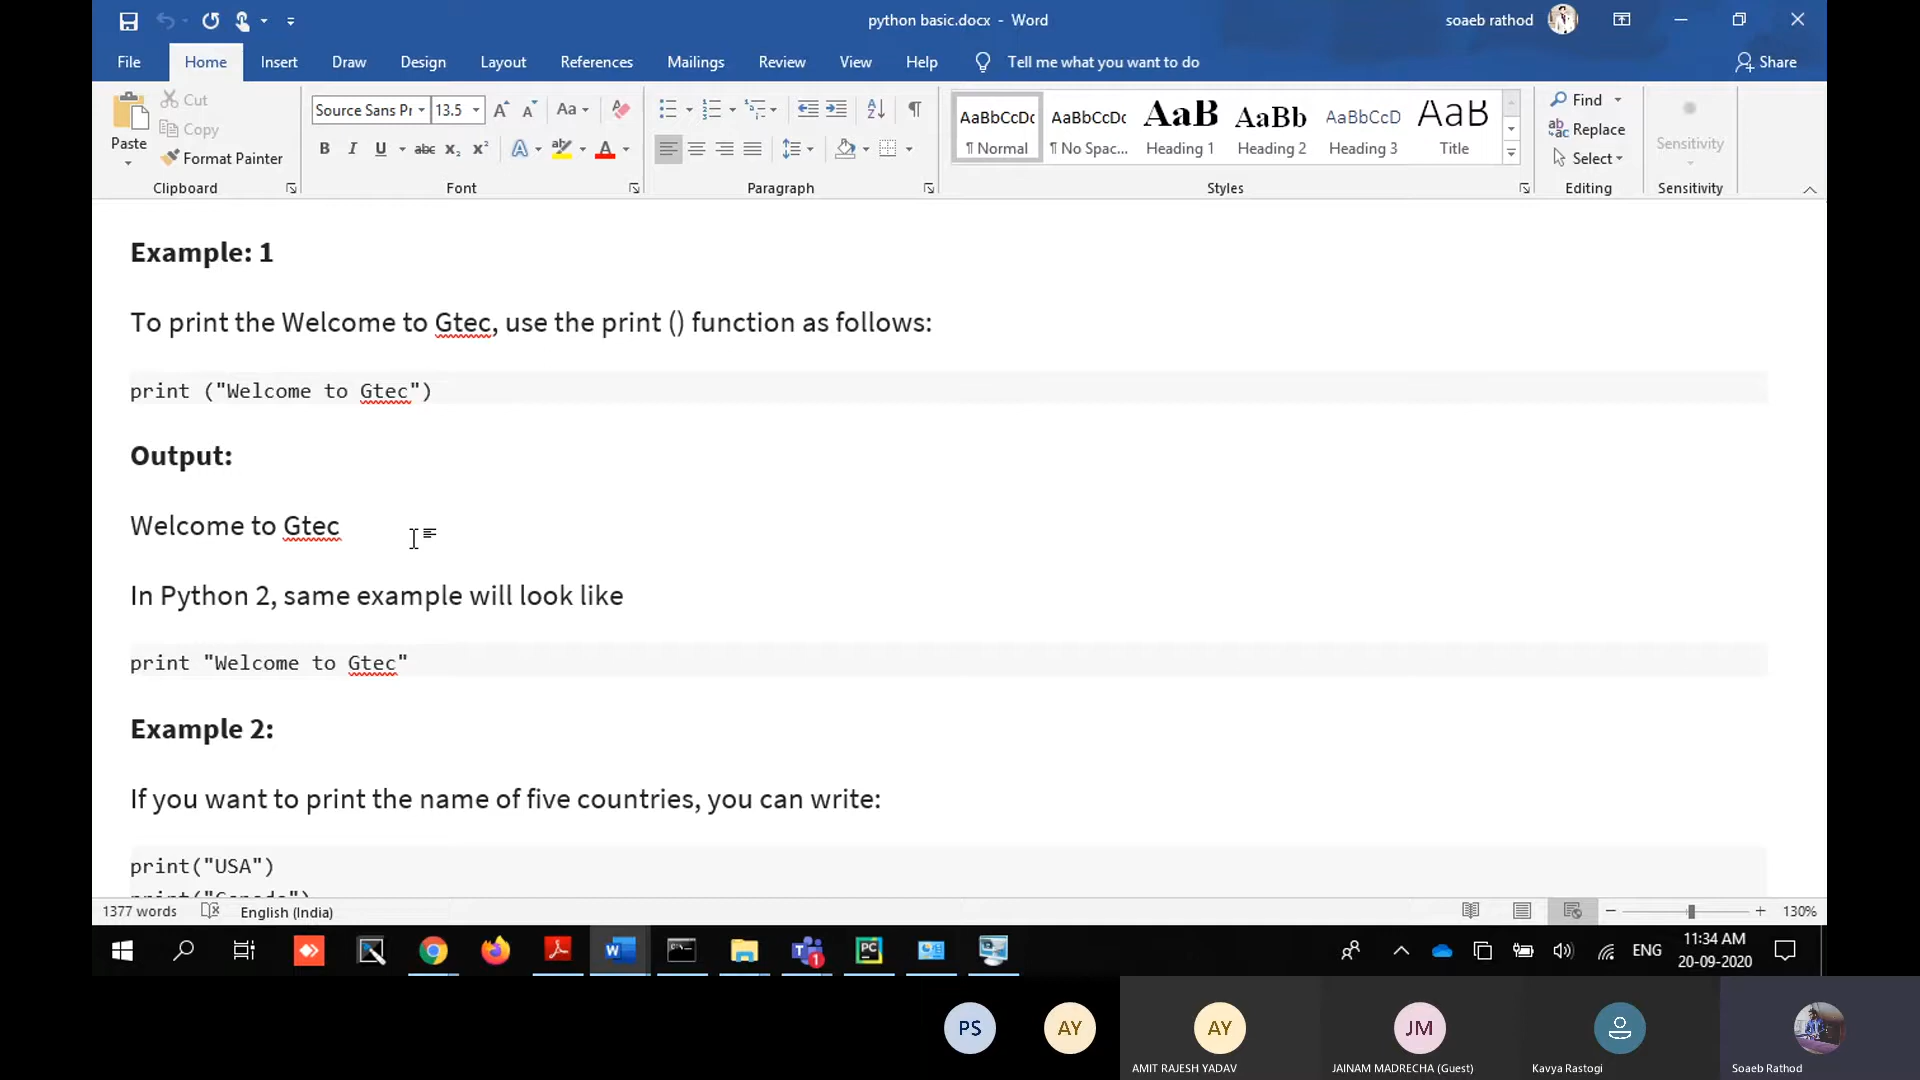 python basic.docx - Word
soaeb rathod
File Home Insert Draw Design Layout References Mailings Review View Help Tell me what you want to do Share
Cut
Copy
Format Painter
Paste
Clipboard
Source Sans Pr 13.5
Font
Paragraph
AaBbCcDc AaBbCcDc AaB AaBb AaBbCcD AaB
¶ Normal ¶ No Spac... Heading 1 Heading 2 Heading 3 Title
Styles
Find
Replace
Select
Editing
Sensitivity
Sensitivity
Example: 1
To print the Welcome to Gtec, use the print () function as follows:
print ("Welcome to Gtec")
Output:
Welcome to Gtec
In Python 2, same example will look like
print "Welcome to Gtec"
Example 2:
If you want to print the name of five countries, you can write:
print("USA")
print("Canada")
1377 words English (India) 130%
ENG
11:34 AM
20-09-2020
PS AY AY JM
AMIT RAJESH YADAV JAINAM MADRECHA (Guest) Kavya Rastogi Soaeb Rathod